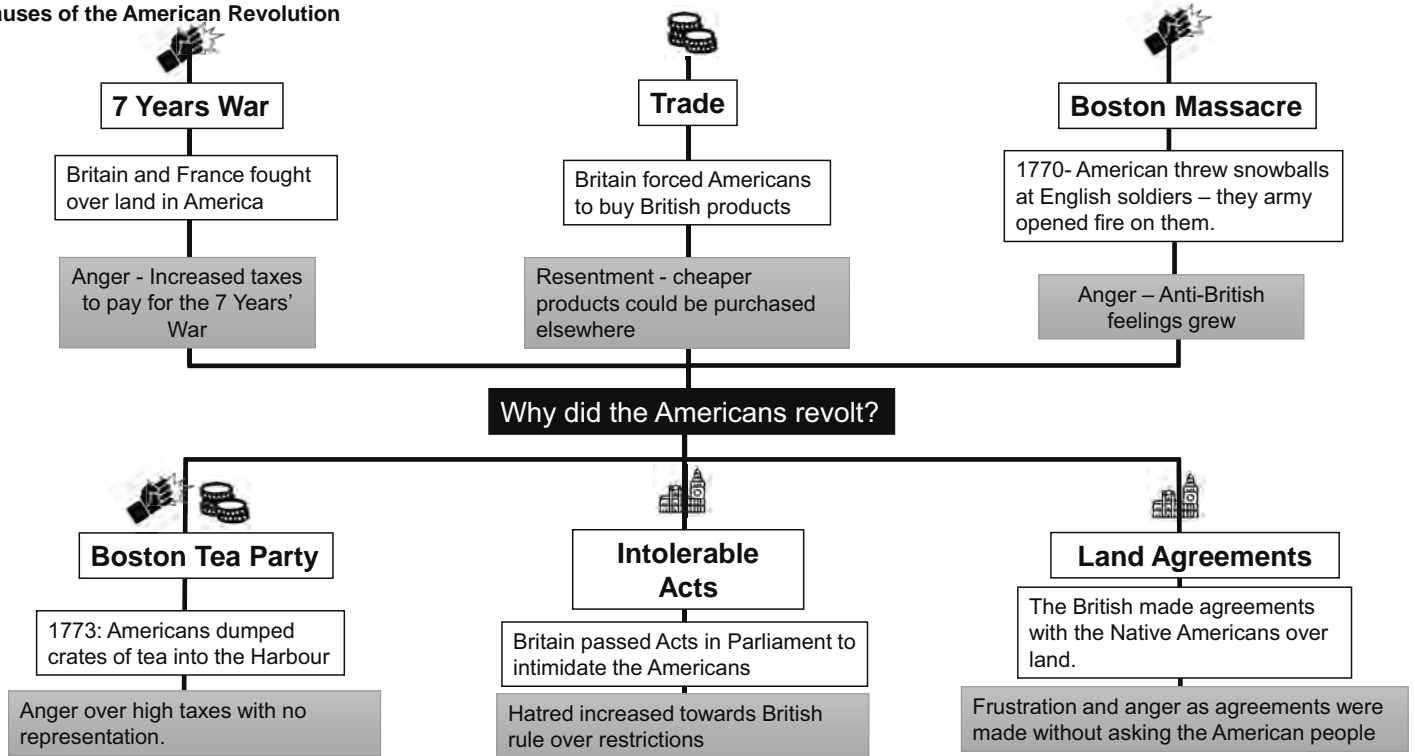 auses of the American Revolution
7 Years War
Britain and France fought
over land in America
Anger - Increased taxes
to pay for the 7 Years’
War
Trade
Britain forced Americans
to buy British products
Resentment - cheaper
products could be purchased
elsewhere
Boston Massacre
1770- American threw snowballs
at English soldiers – they army
opened fire on them.
Anger – Anti-British
feelings grew
Why did the Americans revolt?
Boston Tea Party
1773: Americans dumped
crates of tea into the Harbour
Anger over high taxes with no
representation.
Intolerable
Acts
Britain passed Acts in Parliament to
intimidate the Americans
Hatred increased towards British
rule over restrictions
Land Agreements
The British made agreements
with the Native Americans over
land.
Frustration and anger as agreements were
made without asking the American people